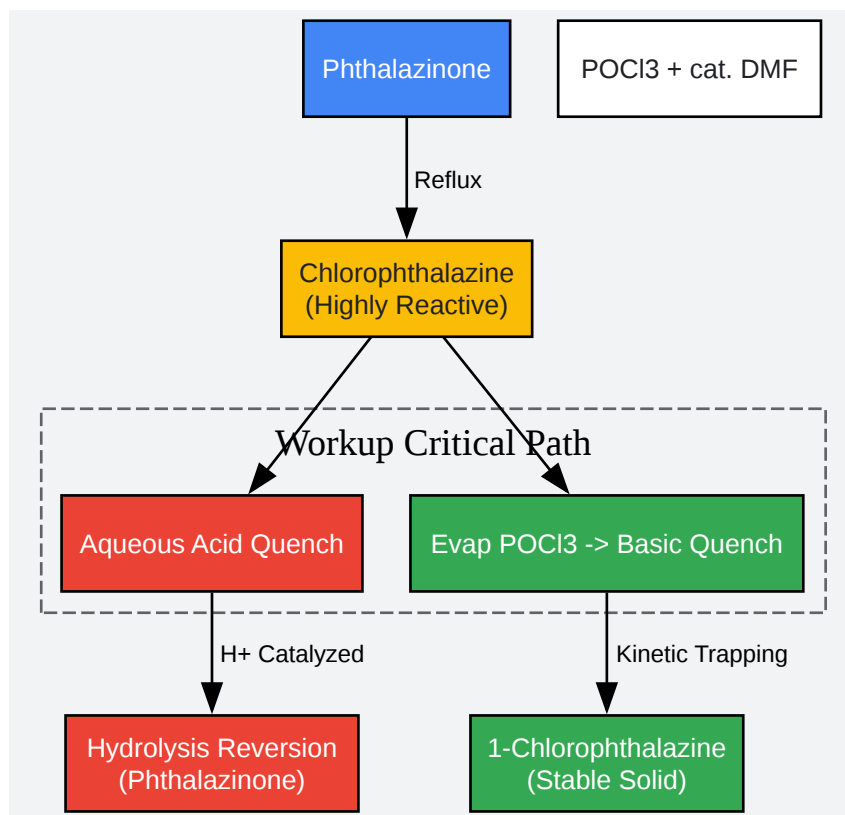 Phthalazinone
POCl3 + cat. DMF
Reflux
Chlorophthalazine
(Highly Reactive)
Workup Critical Path
Aqueous Acid Quench
Evap POCl3 -> Basic Quench
H+ Catalyzed
Kinetic Trapping
Hydrolysis Reversion
(Phthalazinone)
1-Chlorophthalazine
(Stable Solid)